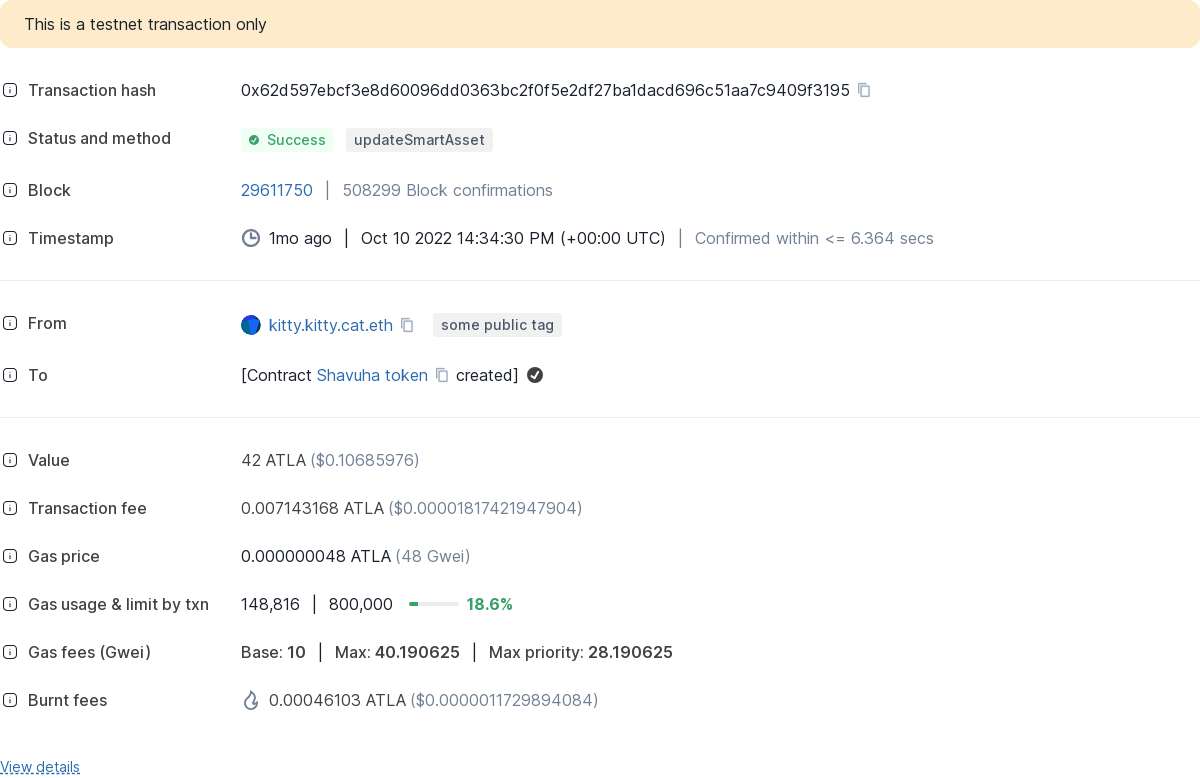 This is a testnet transaction only
Transaction hash 0x62d597ebcf3e8d60096dd0363bc2f0f5e2df27ba1dacd696c51aa7c9409f3195
Status and method Success updateSmartAsset
Block 29611750 | 508299 Block confirmations
Timestamp 1mo ago | Oct 10 2022 14:34:30 PM (+00:00 UTC) | Confirmed within <= 6.364 secs
From kitty.kitty.cat.eth some public tag
To [Contract Shavuha token created]
Value 42 ATLA ($0.10685976)
Transaction fee 0.007143168 ATLA ($0.00001817421947904)
Gas price 0.000000048 ATLA (48 Gwei)
Gas usage & limit by txn 148,816 | 800,000 18.6%
Gas fees (Gwei) Base: 10 | Max: 40.190625 | Max priority: 28.190625
Burnt fees 0.00046103 ATLA ($0.0000011729894084)
View details